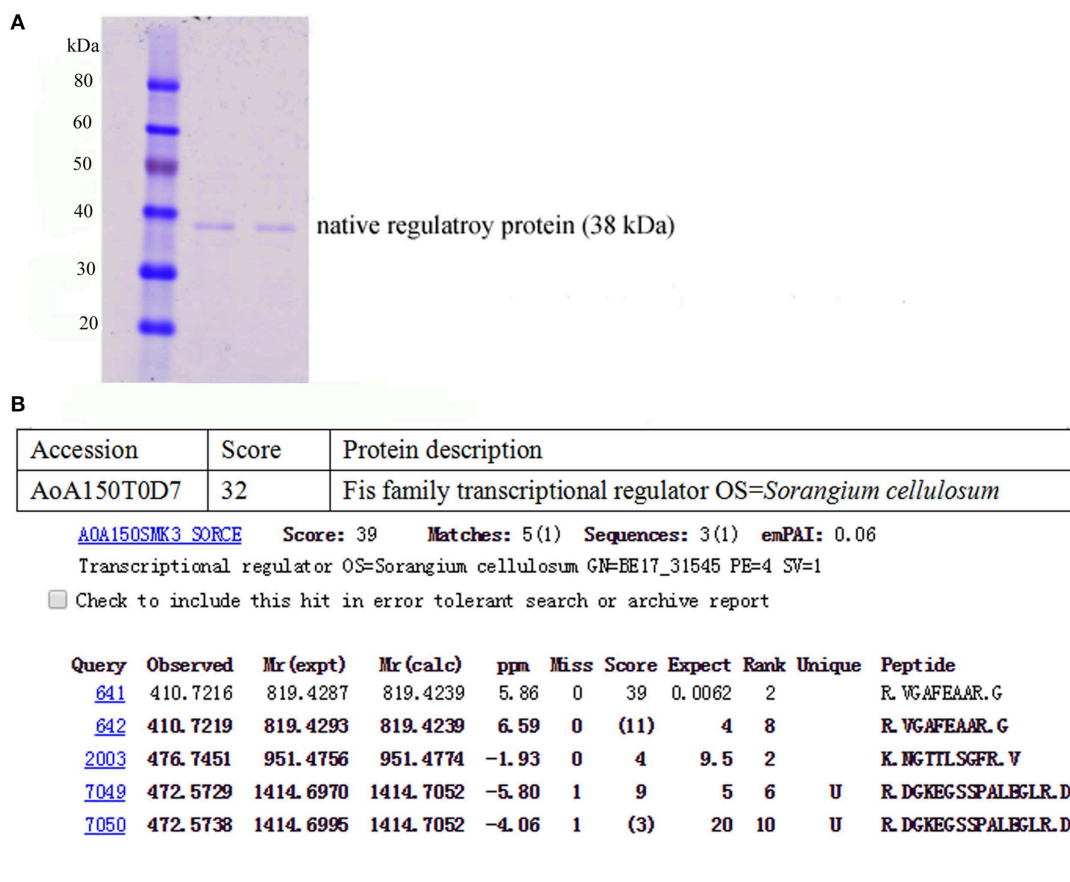 A
kDa
80
60
50
40
30
20
native regulatroy protein (38 kDa)
B
Accession Score Protein description
AoA150T0D7 32 Fis family transcriptional regulator OS=Sorangium cellulosum
A0A150SMK3_SORCE Score: 39 Matches: 5(1) Sequences: 3(1) emPAI: 0.06
Transcriptional regulator OS=Sorangium cellulosum GN=BE17_31545 PE=4 SV=1
Check to include this hit in error tolerant search or archive report
Query Observed Mr(expt) Mr(calc) ppm Miss Score Expect Rank Unique Peptide
641 410.7216 819.4287 819.4239 5.86 0 39 0.0062 2 R.VGAFEAAR.G
642 410.7219 819.4293 819.4239 6.59 0 (11) 4 8 R.VGAFEAAR.G
2003 476.7451 951.4756 951.4774 -1.93 0 4 9.5 2 K.NGTTLSGFR.V
7049 472.5729 1414.6970 1414.7052 -5.80 1 9 5 6 U R.DGKEGSSPALEGLR.D
7050 472.5738 1414.6995 1414.7052 -4.06 1 (3) 20 10 U R.DGKEGSSPALEGLR.D